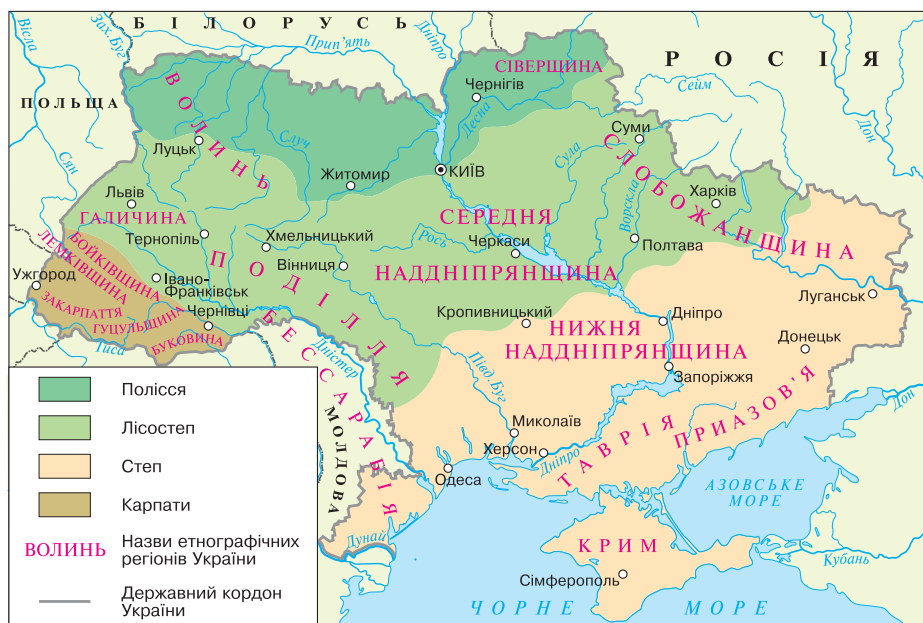 БІЛОРУСЬ
РОСІЯ
ПОЛЬЩА
МОЛДОВА
Вісла
Зах.Буг
Прип'ять
Дніпро
Десна
Сейм
Дон
Сян
Случ
Сула
Ворскла
Рось
Тиса
Дністер
Півд.Буг
Дніпро
Дон
Дунай
Кубань
СІВЕРЩИНА
Чернігів
ВОЛИНЬ
Луцьк
Житомир
КИЇВ
Суми
СЛОБОЖАНЩИНА
Харків
Львів
ГАЛИЧИНА
Тернопіль
Хмельницький
Вінниця
СЕРЕДНЯ
НАДДНІПРЯНЩИНА
Черкаси
Полтава
БОЙКІВЩИНА
ЛЕМКІВЩИНА
Ужгород
Івано-
Франківськ
ПОДІЛЛЯ
ЗАКАРПАТТЯ
ГУЦУЛЬЩИНА
Чернівці
БУКОВИНА
БЕССАРАБІЯ
Кропивницький
НИЖНЯ
НАДДНІПРЯНЩИНА
Дніпро
Запоріжжя
Луганськ
Донецьк
Миколаїв
Херсон
Одеса
ТАВРІЯ
ПРИАЗОВ'Я
АЗОВСЬКЕ
МОРЕ
КРИМ
Сімферополь
ЧОРНЕ МОРЕ
Полісся
Лісостеп
Степ
Карпати
ВОЛИНЬ
Назви етнографічних
регіонів України
Державний кордон
України